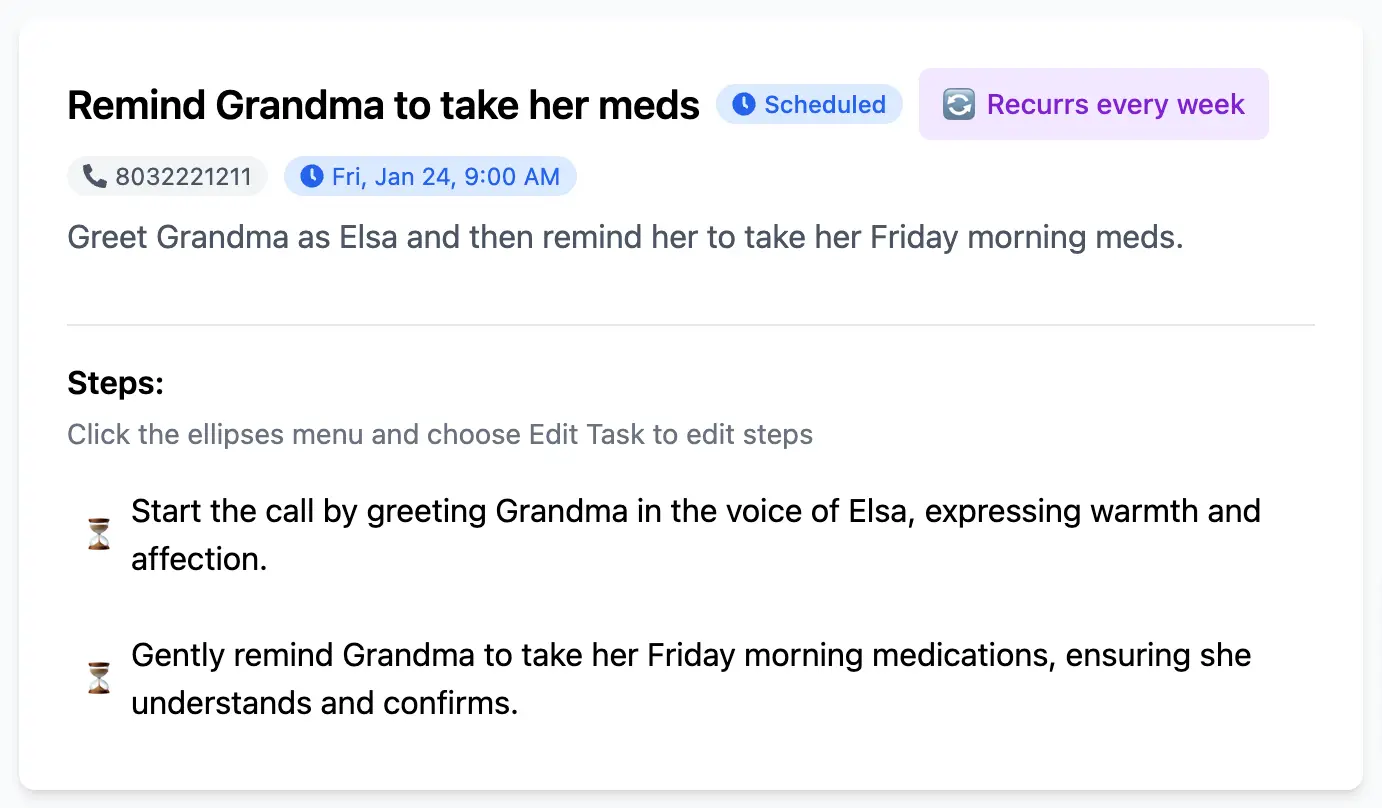 Remind Grandma to take her meds Scheduled Recurrs every week
8032221211 Fri, Jan 24, 9:00 AM
Greet Grandma as Elsa and then remind her to take her Friday morning meds.
Steps:
Click the ellipses menu and choose Edit Task to edit steps
Start the call by greeting Grandma in the voice of Elsa, expressing warmth and
affection.
Gently remind Grandma to take her Friday morning medications, ensuring she
understands and confirms.